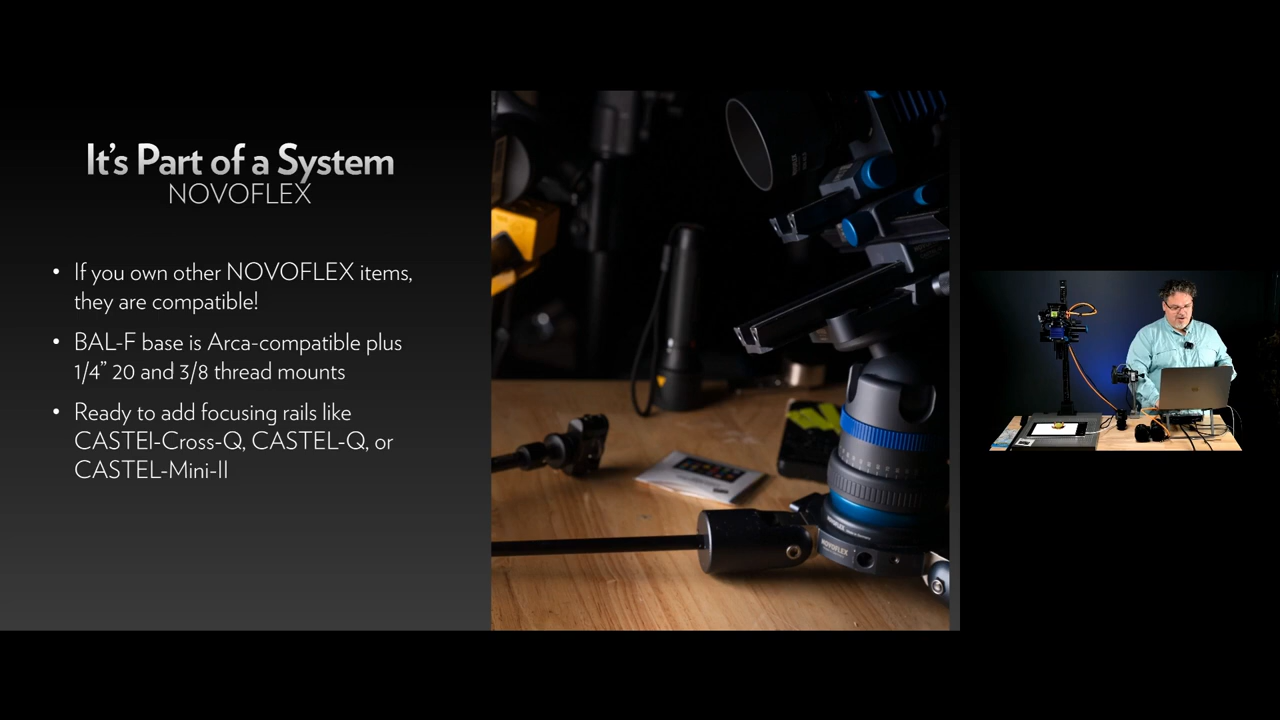 It's Part of a System
NOVOFLEX
• If you own other NOVOFLEX items,
they are compatible!
• BAL-F base is Arca-compatible plus
1/4” 20 and 3/8 thread mounts
• Ready to add focusing rails like
CASTEl-Cross-Q, CASTEL-Q, or
CASTEL-Mini-II
NOVOFLEX